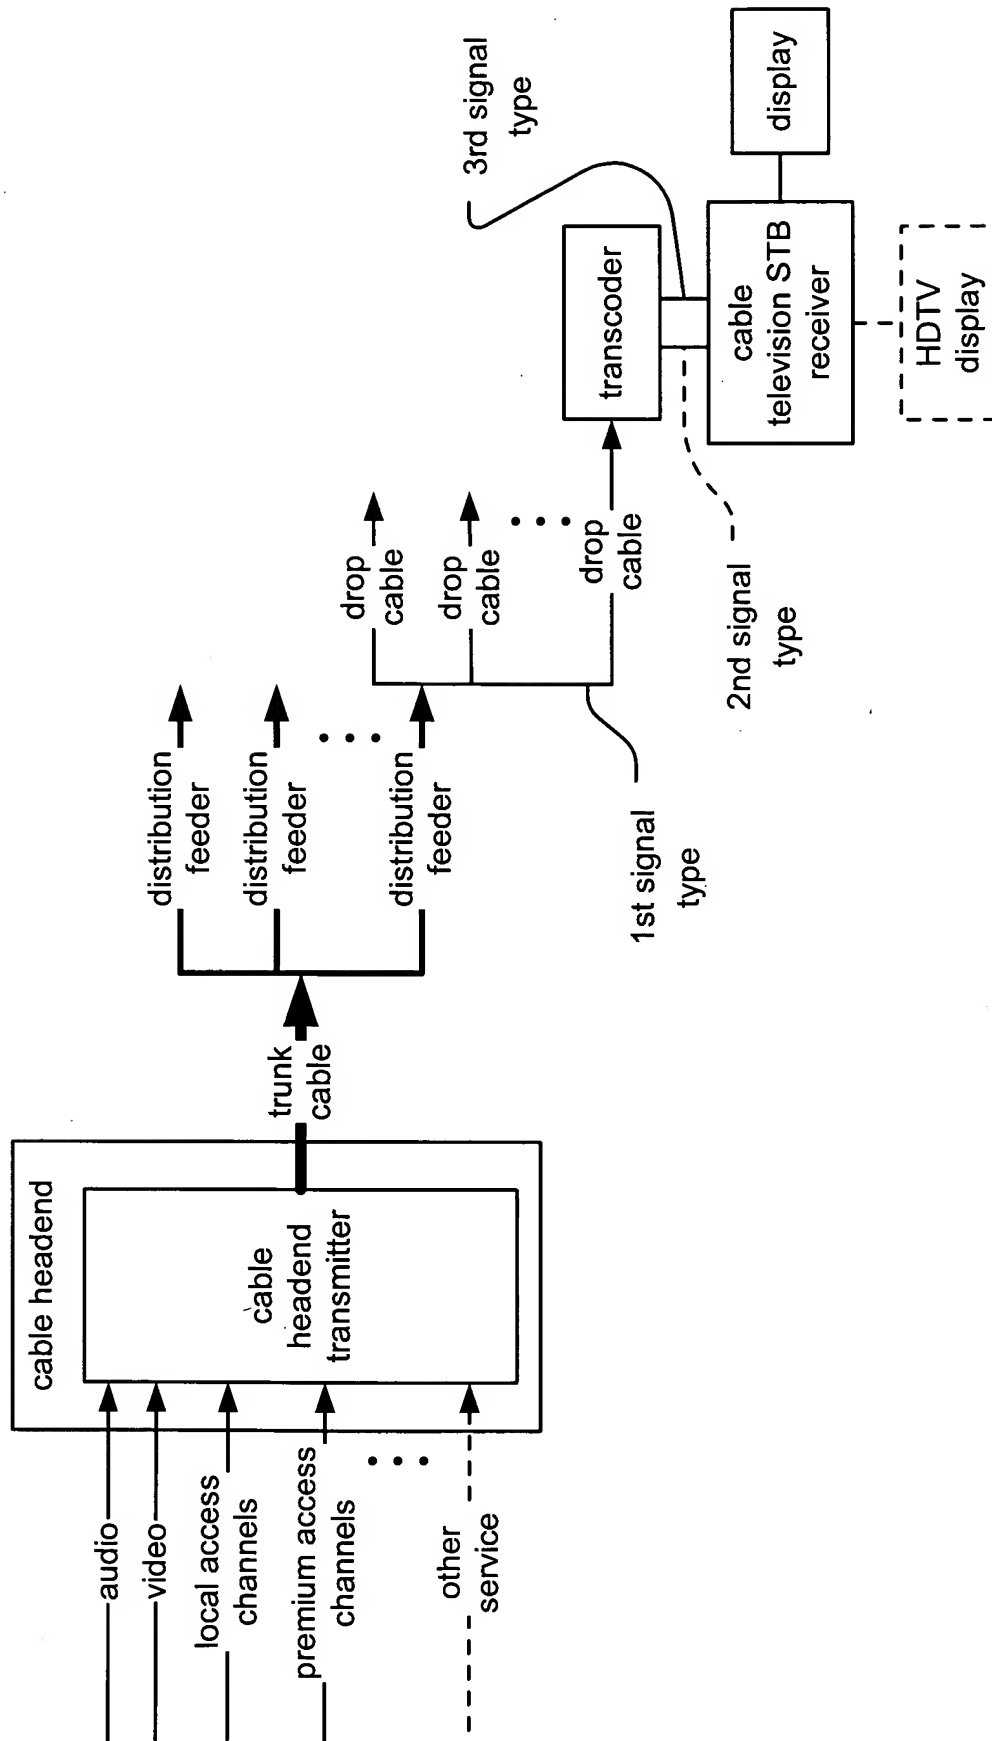 audio
video
local access
channels
premium access
channels
other
service
cable headend
cable
headend
transmitter
trunk
cable
distribution
feeder
distribution
feeder
distribution
feeder
1st signal
type
drop
cable
drop
cable
drop
cable
2nd signal
type
3rd signal
type
transcoder
cable
television STB
receiver
display
HDTV
display